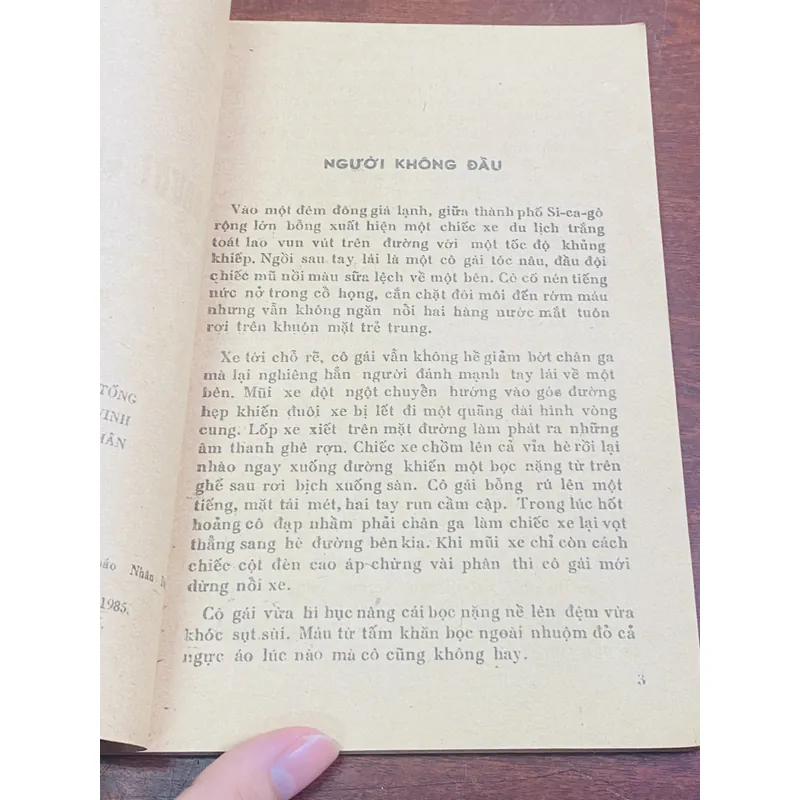 NGƯỜI KHÔNG ĐẦU
Vào một đêm đông giá lạnh, giữa thành phố Si-ca-gò
rộng lớn bỗng xuất hiện một chiếc xe du lịch trắng
toát lao vun vút trên đường với một tốc độ khủng
khiếp. Ngồi sau tay lái là một cô gái tóc nâu, đầu đội
chiếc mũ nồi màu sữa lệch về một bên. Cô cố nén tiếng
nức nở trong cổ họng, cắn chặt đôi môi đến rớm máu
nhưng vẫn không ngăn nổi hai hàng nước mắt tuôn
rơi trên khuôn mặt trẻ trung.
Xe tới chỗ rẽ, cô gái vẫn không hề giảm bớt chân ga
mà lại nghiêng hẳn người đánh mạnh tay lái về một
bên. Mũi xe đột ngột chuyển hướng vào góc đường
hẹp khiến đuôi xe bị lết đi một quãng dài hình vòng
cung. Lốp xe xiết trên mặt đường làm phát ra những
âm thanh ghê rợn. Chiếc xe chồm lên cả vỉa hè rồi lại
nhào ngay xuống đường khiến một bọc nặng từ trên
ghế sau rơi bịch xuống sàn. Cô gái bỗng rú lên một
tiếng, mặt tái mét, hai tay run cầm cập. Trong lúc hốt
hoảng cô đạp nhầm phải chân ga làm chiếc xe lại vọt
thẳng sang hè đường bên kia. Khi mũi xe chỉ còn cách
chiếc cột đèn cao áp chừng vài phân thì cô gái mới
dừng nổi xe.
Cô gái vừa hì hục nâng cái bọc nặng nề lên đệm vừa
khóc sụt sùi. Máu từ tấm khăn bọc ngoài nhuộm đỏ cả
ngực áo lúc nào mà cô cũng không hay.
3
TỐNG
VINH
HÂN
áo Nhân
1985.